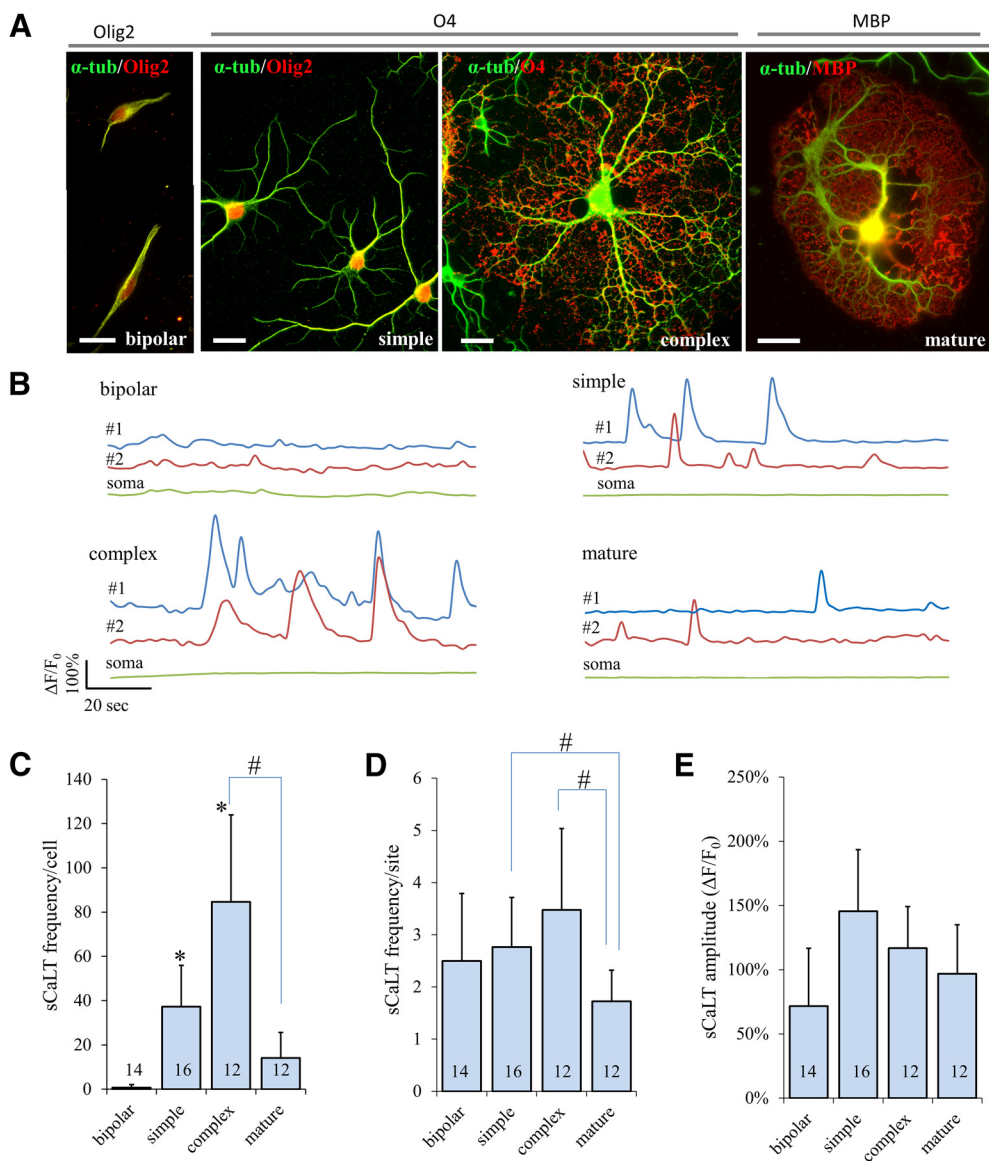 A
Olig2
O4
MBP
α-tub/Olig2
α-tub/Olig2
α-tub/O4
α-tub/MBP
bipolar
simple
complex
mature
B
bipolar
#1
#2
soma
simple
#1
#2
soma
complex
#1
#2
soma
mature
#1
#2
soma
ΔF/F0
100%
20 sec
C
sCaLT frequency/cell
140
120
100
80
60
40
20
0
*
*
#
14
16
12
12
bipolar
simple
complex
mature
D
sCaLT frequency/site
6
5
4
3
2
1
0
#
#
14
16
12
12
bipolar
simple
complex
mature
E
sCaLT amplitude (ΔF/F0)
250%
200%
150%
100%
50%
0%
14
16
12
12
bipolar
simple
complex
mature